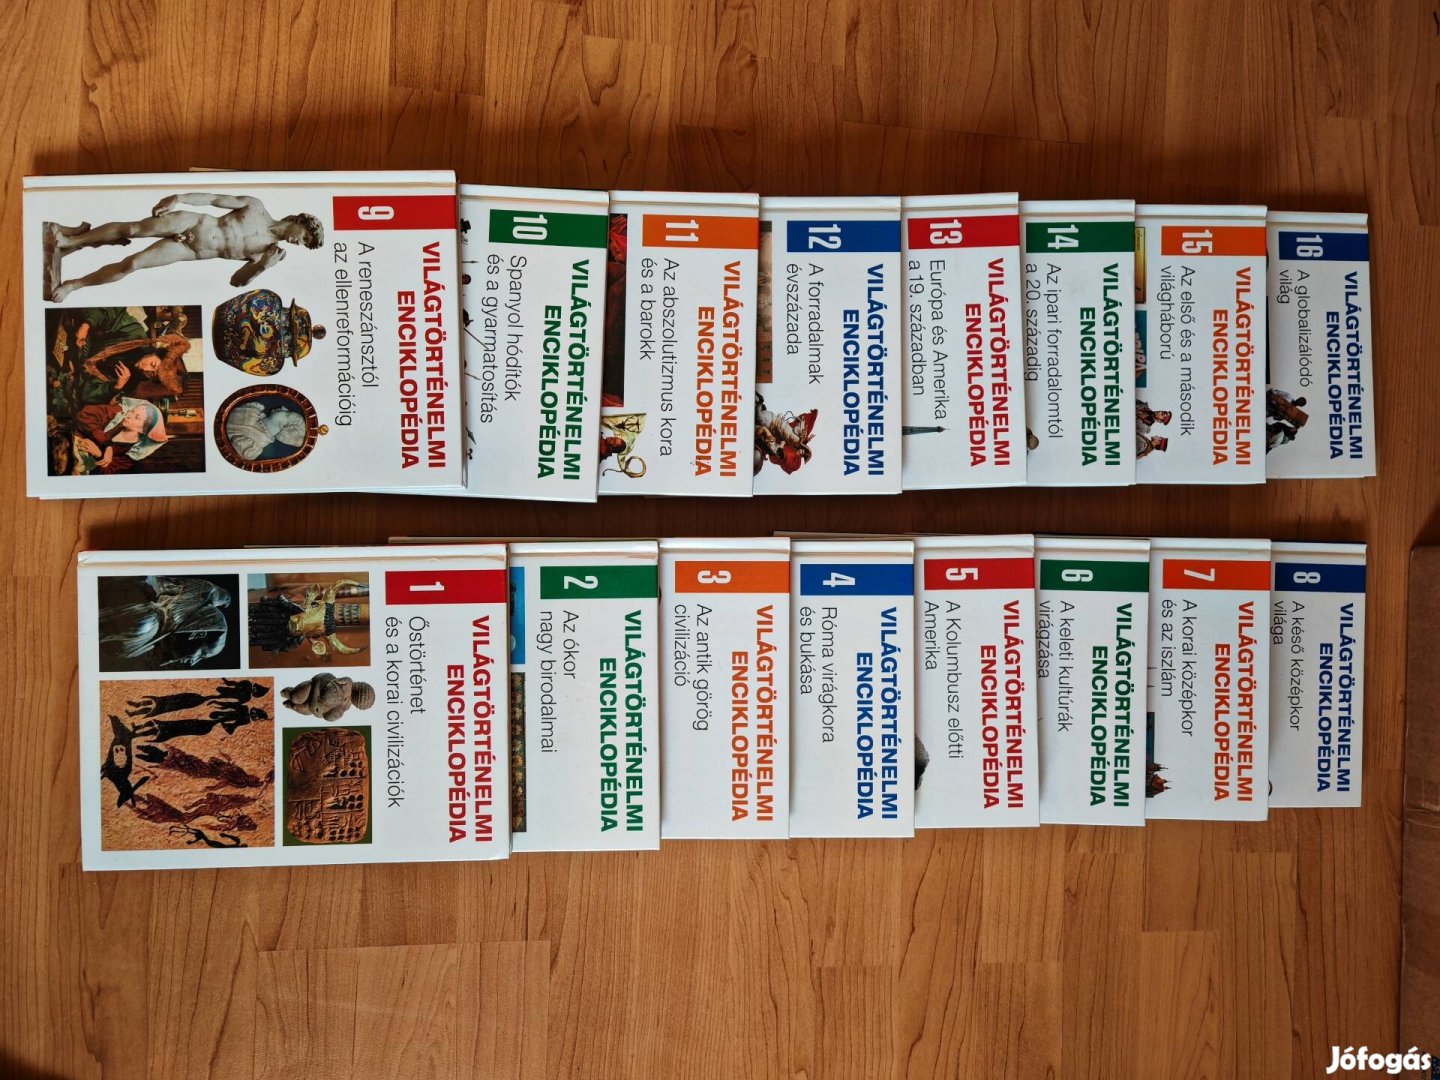 9
VILÁGTÖRTÉNELMI
ENCIKLOPÉDIA
A reneszánsztól
az ellenreformációig
10
VILÁGTÖRTÉNELMI
ENCIKLOPÉDIA
Spanyol hódítók
és a gyarmatosítás
11
VILÁGTÖRTÉNELMI
ENCIKLOPÉDIA
Az abszolutizmus kora
és a barokk
12
VILÁGTÖRTÉNELMI
ENCIKLOPÉDIA
A forradalmak
évszázada
13
VILÁGTÖRTÉNELMI
ENCIKLOPÉDIA
Európa és Amerika
a 19. században
14
VILÁGTÖRTÉNELMI
ENCIKLOPÉDIA
Az ipari forradalomtól
a 20. századig
15
VILÁGTÖRTÉNELMI
ENCIKLOPÉDIA
Az első és a második
világháború
16
VILÁGTÖRTÉNELMI
ENCIKLOPÉDIA
A globalizálódó
világ
1
VILÁGTÖRTÉNELMI
ENCIKLOPÉDIA
Őstörténet
és a korai civilizációk
2
VILÁGTÖRTÉNELMI
ENCIKLOPÉDIA
Az ókor
nagy birodalmai
3
VILÁGTÖRTÉNELMI
ENCIKLOPÉDIA
Az antik görög
civilizáció
4
VILÁGTÖRTÉNELMI
ENCIKLOPÉDIA
Róma virágkora
és bukása
5
VILÁGTÖRTÉNELMI
ENCIKLOPÉDIA
A Kolumbusz előtti
Amerika
6
VILÁGTÖRTÉNELMI
ENCIKLOPÉDIA
A keleti kultúrák
virágzása
7
VILÁGTÖRTÉNELMI
ENCIKLOPÉDIA
A korai középkor
és az iszlám
8
VILÁGTÖRTÉNELMI
ENCIKLOPÉDIA
A késő középkor
világa
Jófogás